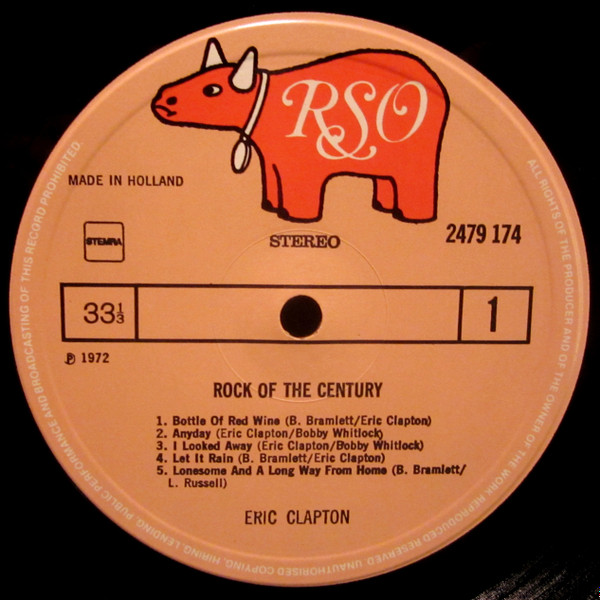 RSO
MADE IN HOLLAND
STEMRA
STEREO
2479 174
33⅓
1
℗ 1972
ROCK OF THE CENTURY
1. Bottle Of Red Wine (B. Bramlett/Eric Clapton)
2. Anyday (Eric Clapton/Bobby Whitlock)
3. I Looked Away (Eric Clapton/Bobby Whitlock)
4. Let It Rain (B. Bramlett/Eric Clapton)
5. Lonesome And A Long Way From Home (B. Bramlett/
L. Russell)
ERIC CLAPTON
ALL RIGHTS OF THE PRODUCER AND OF THE OWNER OF THE WORK REPRODUCED RESERVED. UNAUTHORISED COPYING, HIRING, LENDING, PUBLIC PERFORMANCE AND BROADCASTING OF THIS RECORD PROHIBITED.